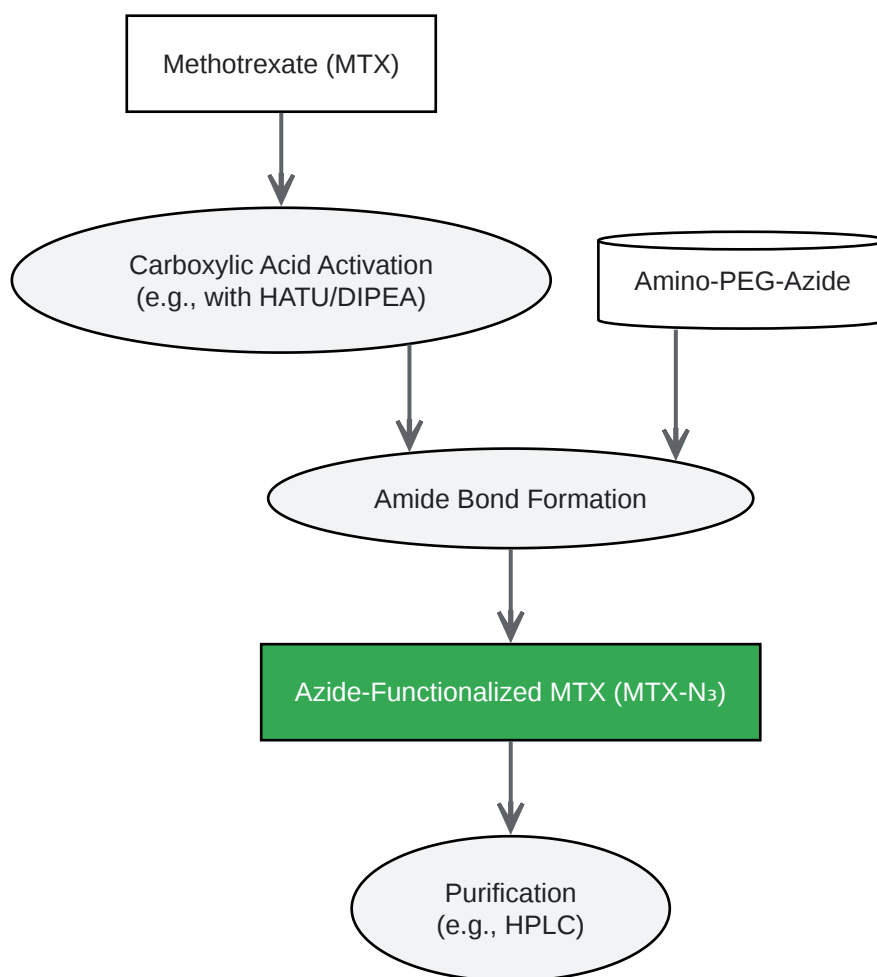 Methotrexate (MTX)
Carboxylic Acid Activation
(e.g., with HATU/DIPEA)
Amino-PEG-Azide
Amide Bond Formation
Azide-Functionalized MTX (MTX-N₃)
Purification
(e.g., HPLC)